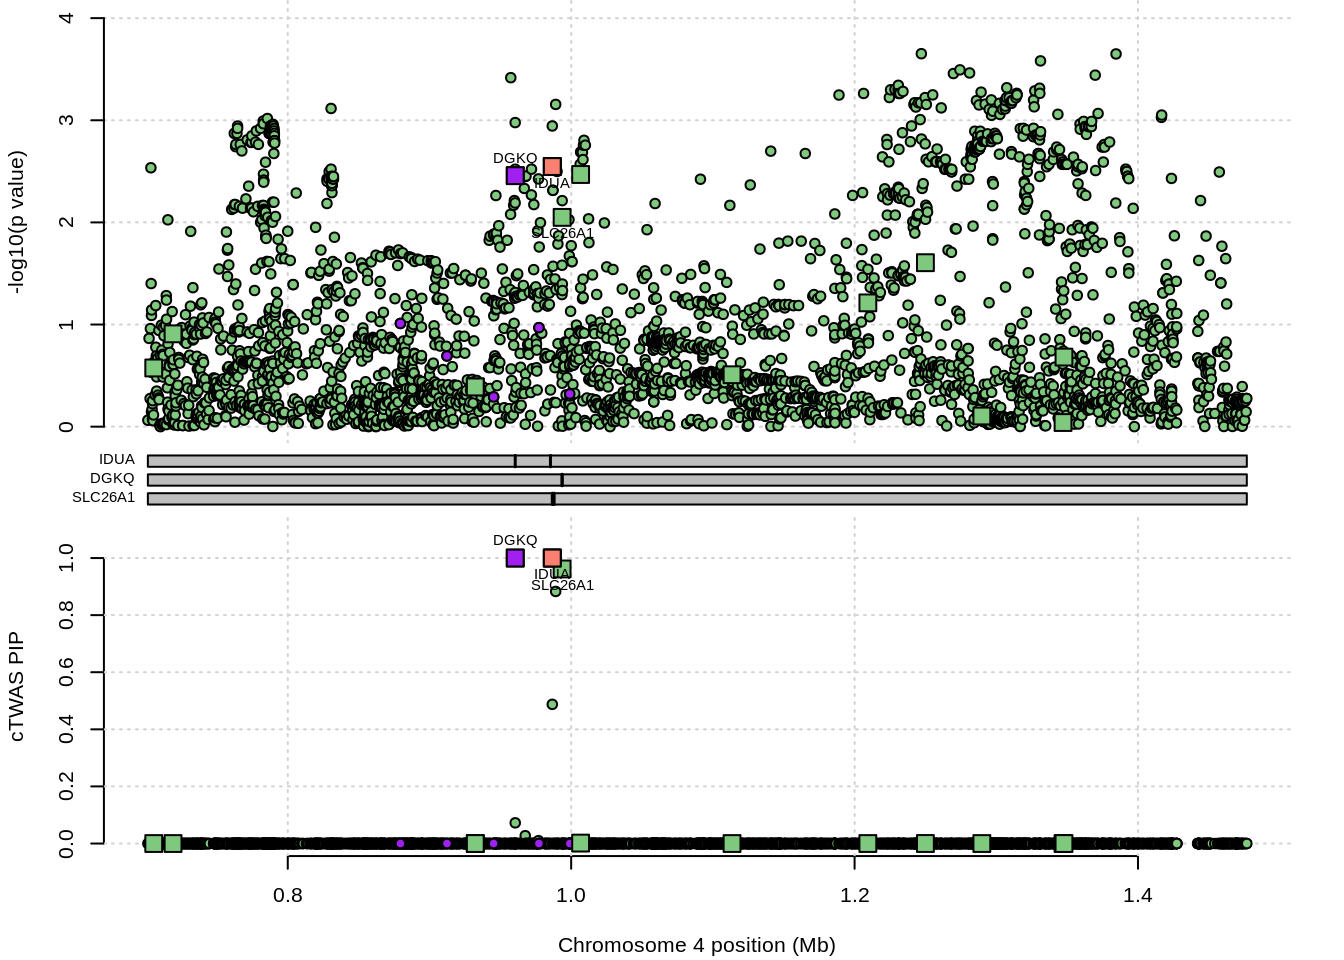 4
3
2
1
0
-log10(p value)
DGKQ
IDUA
SLC26A1
IDUA
DGKQ
SLC26A1
1.0
0.8
0.6
0.4
0.2
0.0
cTWAS PIP
DGKQ
IDUA
SLC26A1
0.8 1.0 1.2 1.4
Chromosome 4 position (Mb)